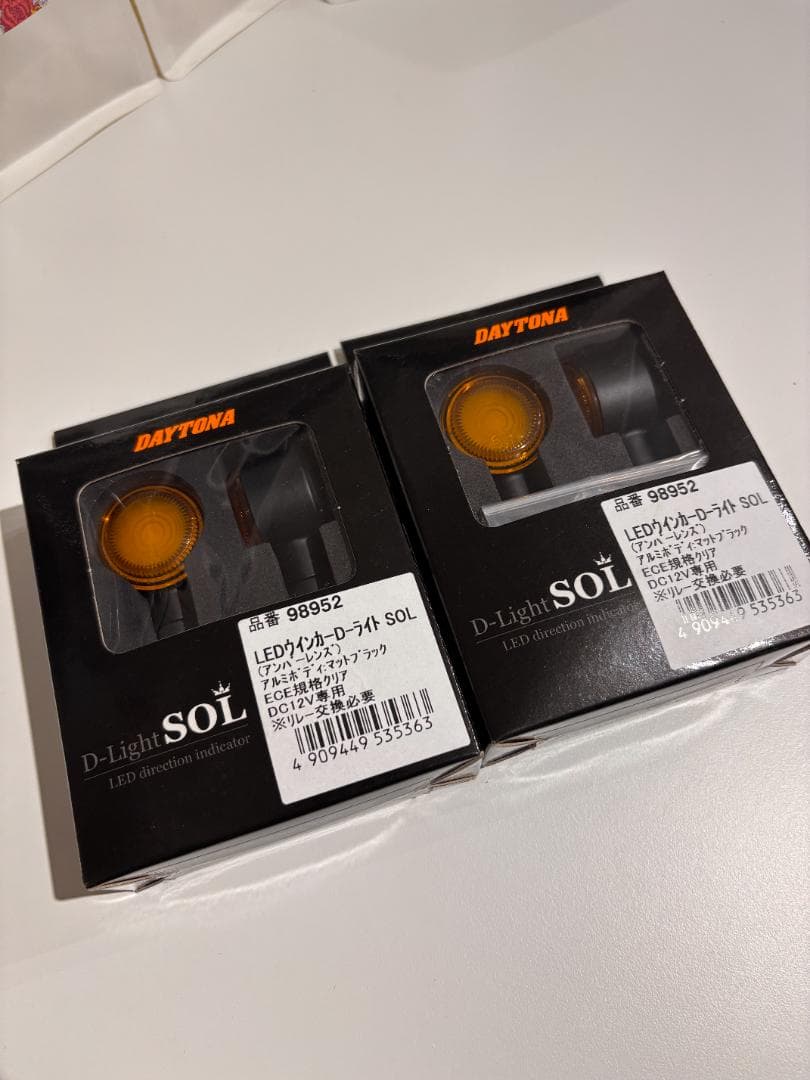 DAYTONA
品番 98952
LEDウインカーD-ライト SOL
(アンバーレンズ)
アルミボディ:マットブラック
ECE規格クリア
DC12V専用
※リレー交換必要
4 909449 535363
D-Light SOL
LED direction indicator
DAYTONA
品番 98952
LEDウインカーD-ライト SOL
(アンバーレンズ)
アルミボディ:マットブラック
ECE規格クリア
DC12V専用
※リレー交換必要
4 909449 535363
D-Light SOL
LED direction indicator